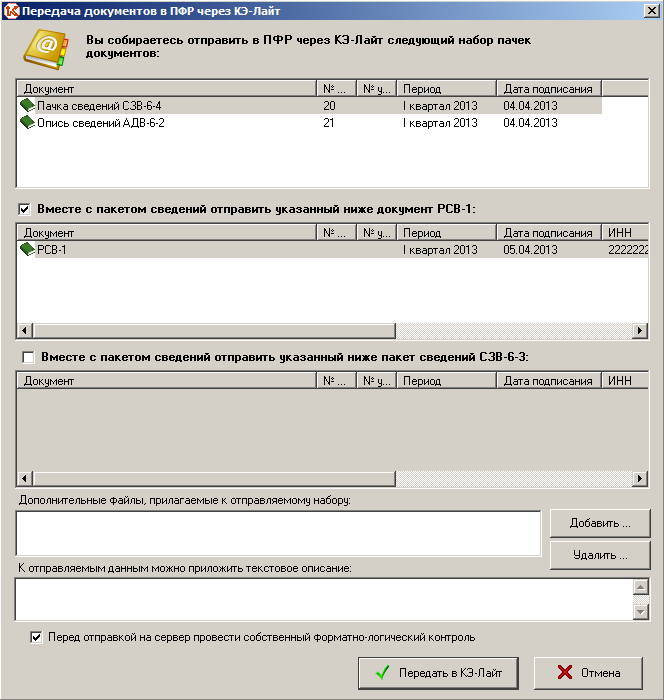 Передача документов в ПФР через КЭ-Лайт
Вы собираетесь отправить в ПФР через КЭ-Лайт следующий набор пачек
документов:
Документ № ... № у... Период Дата подписания
Пачка сведений СЗВ-6-4 20 I квартал 2013 04.04.2013
Опись сведений АДВ-6-2 21 I квартал 2013 04.04.2013
Вместе с пакетом сведений отправить указанный ниже документ РСВ-1:
Документ № ... № у... Период Дата подписания ИНН
РСВ-1 I квартал 2013 05.04.2013 2222222
Вместе с пакетом сведений отправить указанный ниже пакет сведений СЗВ-6-3:
Документ № ... № у... Период Дата подписания ИНН
Дополнительные файлы, прилагаемые к отправляемому набору:
Добавить ...
Удалить ...
К отправляемым данным можно приложить текстовое описание:
Перед отправкой на сервер провести собственный форматно-логический контроль
Передать в КЭ-Лайт
Отмена